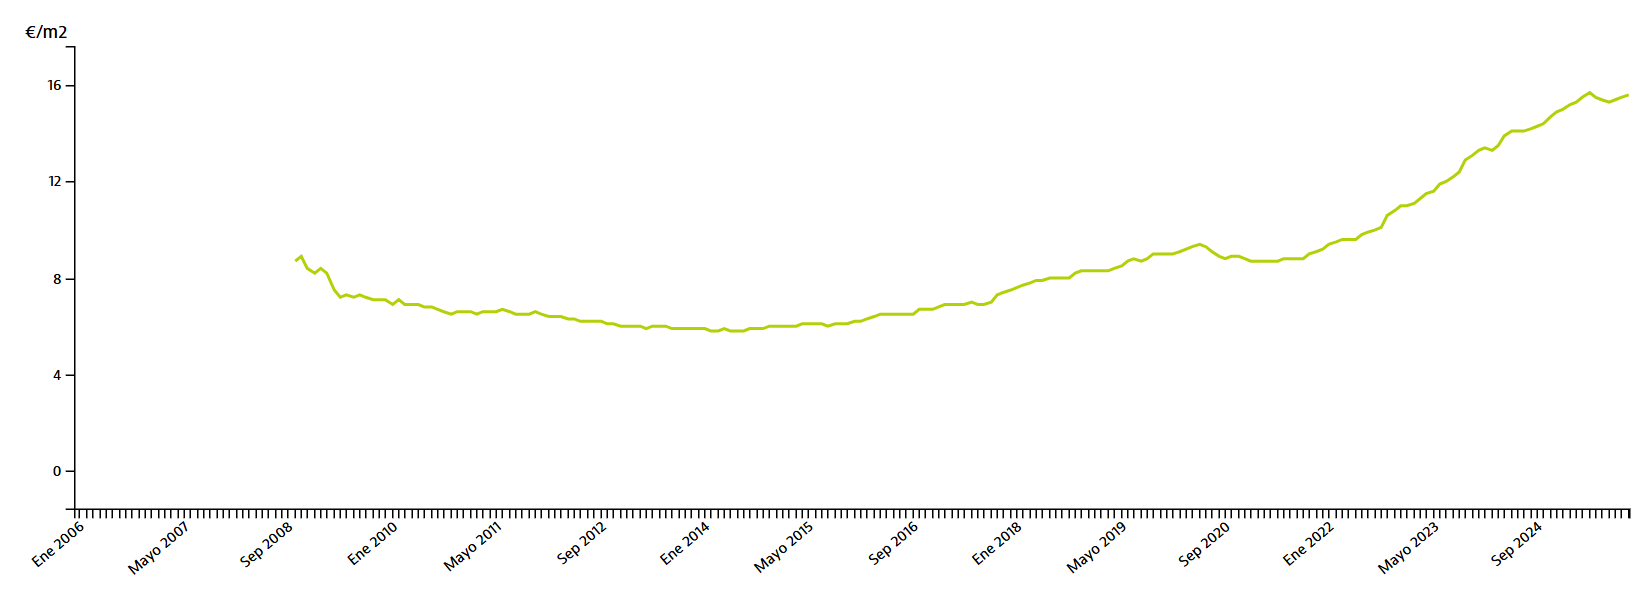 €/m2
16
12
8
4
0
Ene 2006
Mayo 2007
Sep 2008
Ene 2010
Mayo 2011
Sep 2012
Ene 2014
Mayo 2015
Sep 2016
Ene 2018
Mayo 2019
Sep 2020
Ene 2022
Mayo 2023
Sep 2024